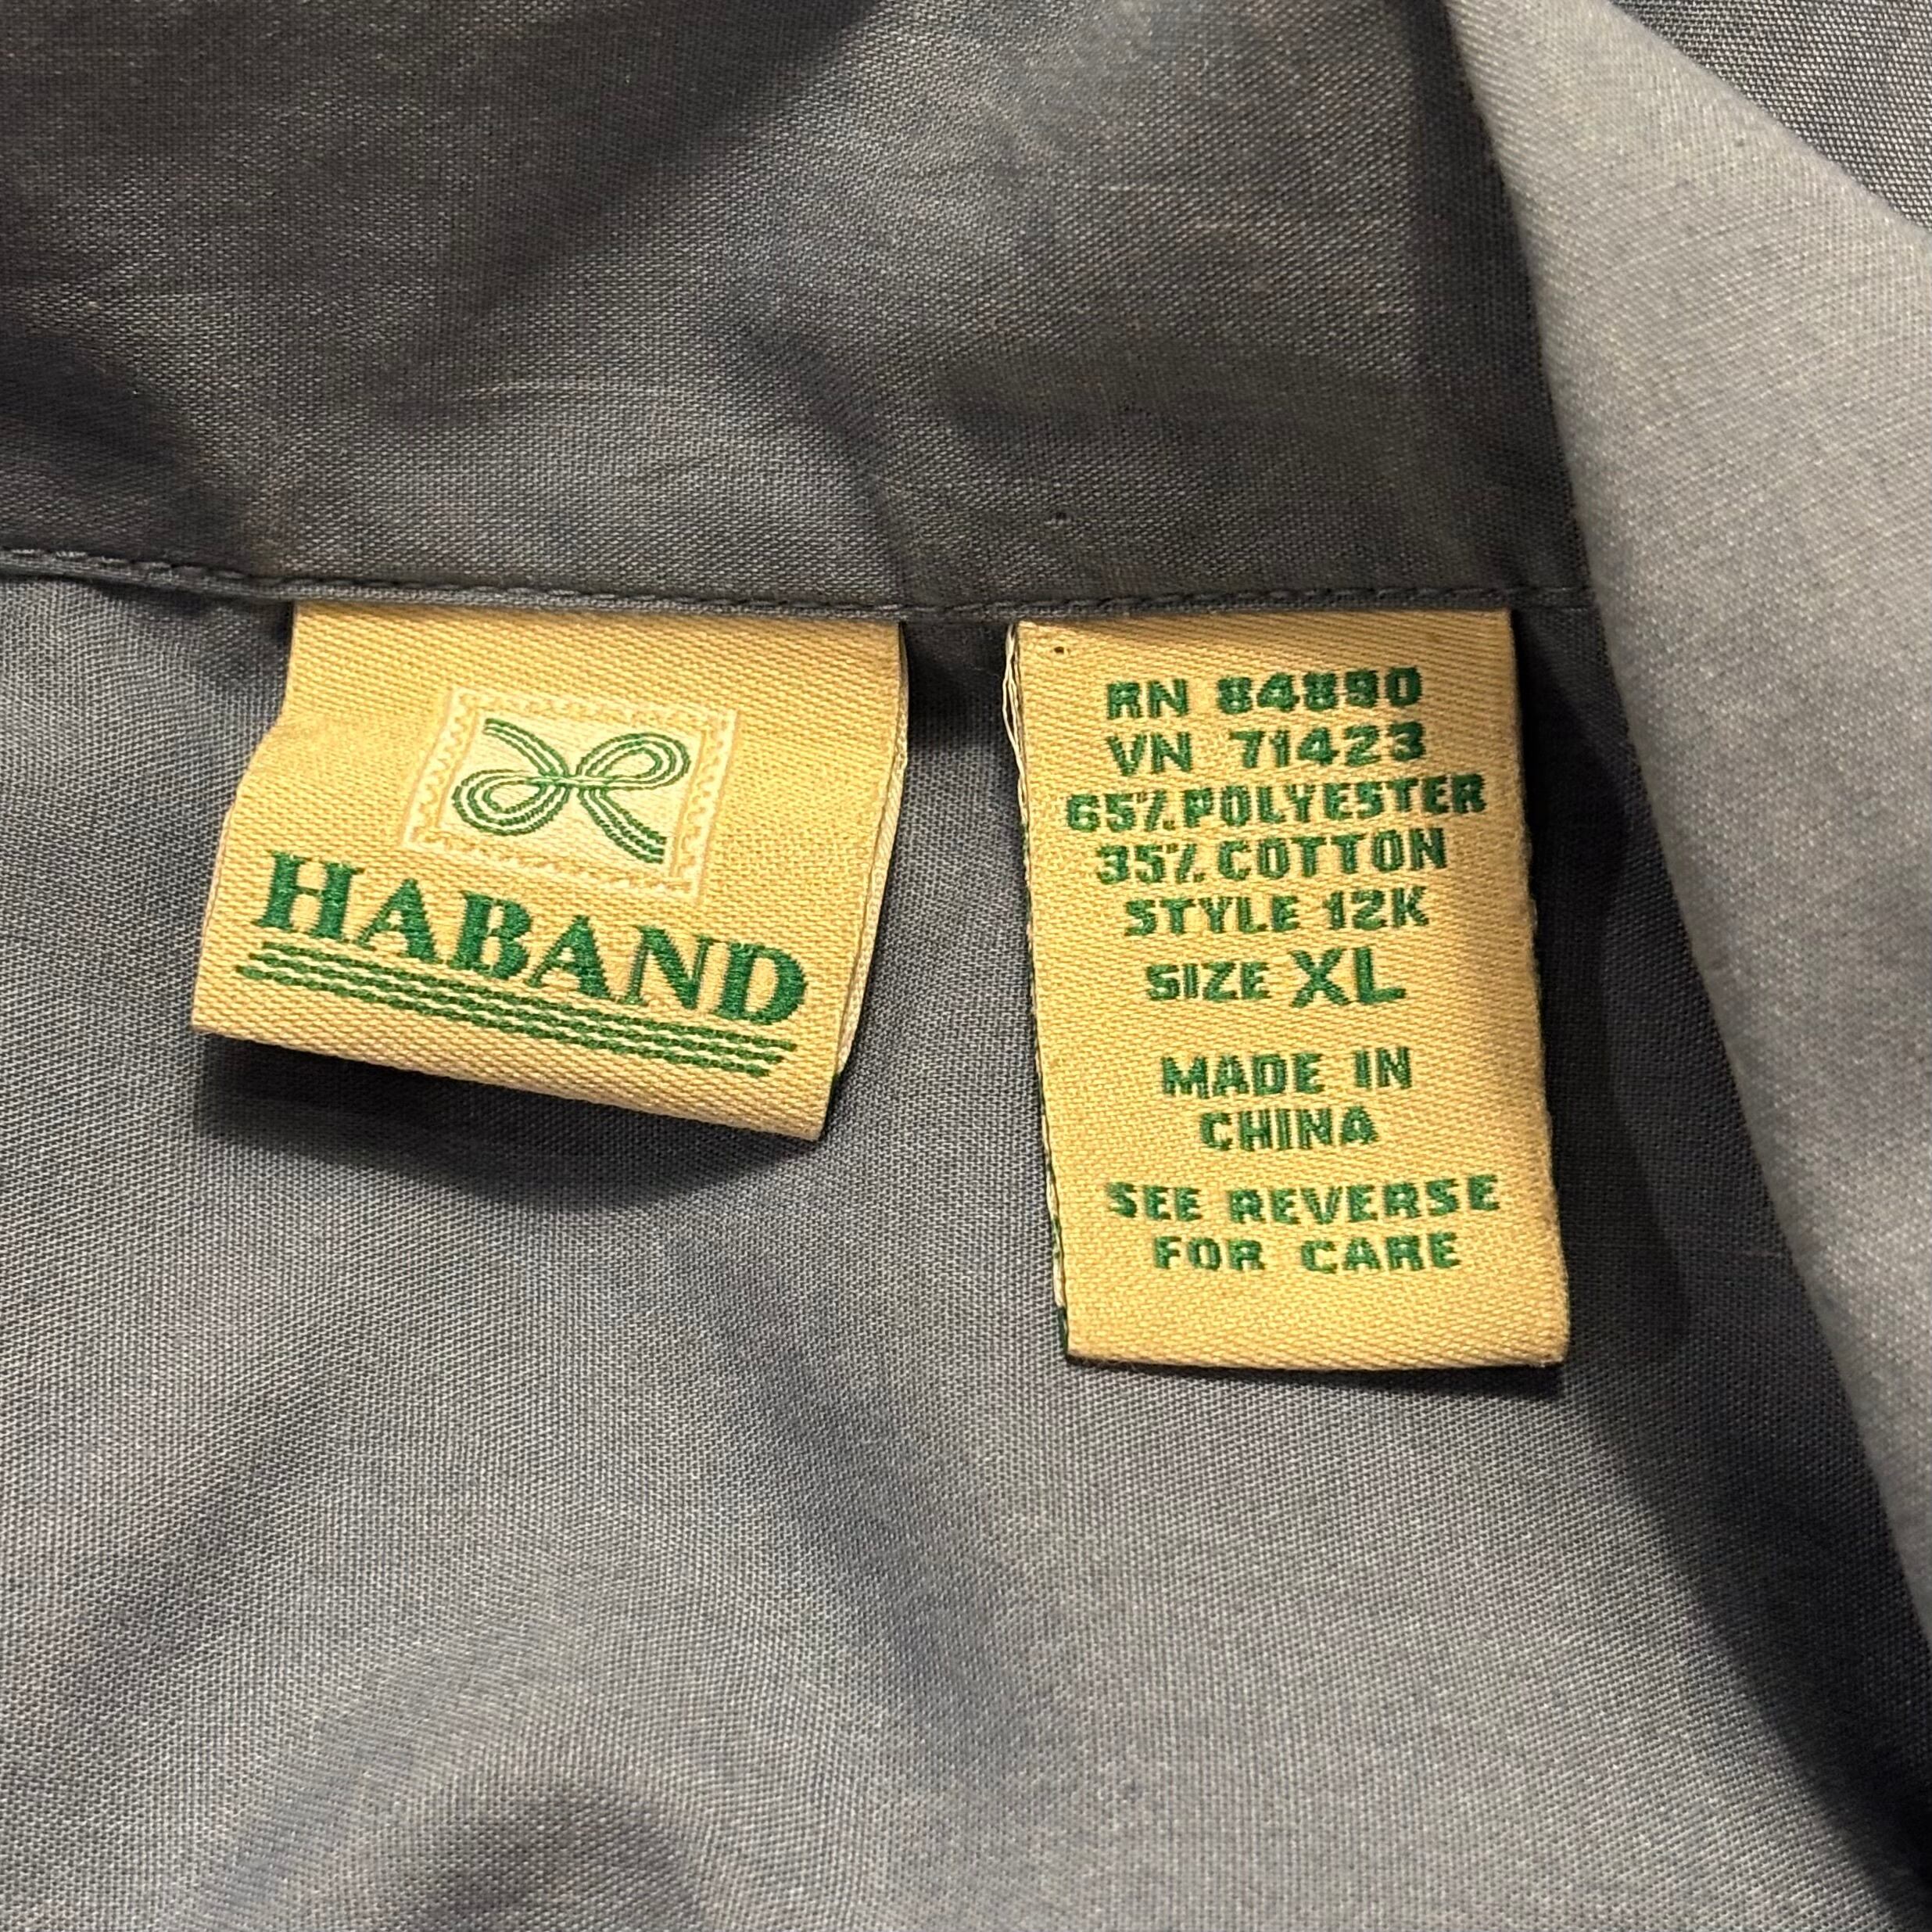 HABAND
RN 84890
VN 71423
65% POLYESTER
35% COTTON
STYLE 12K
SIZE XL
MADE IN
CHINA
SEE REVERSE
FOR CARE